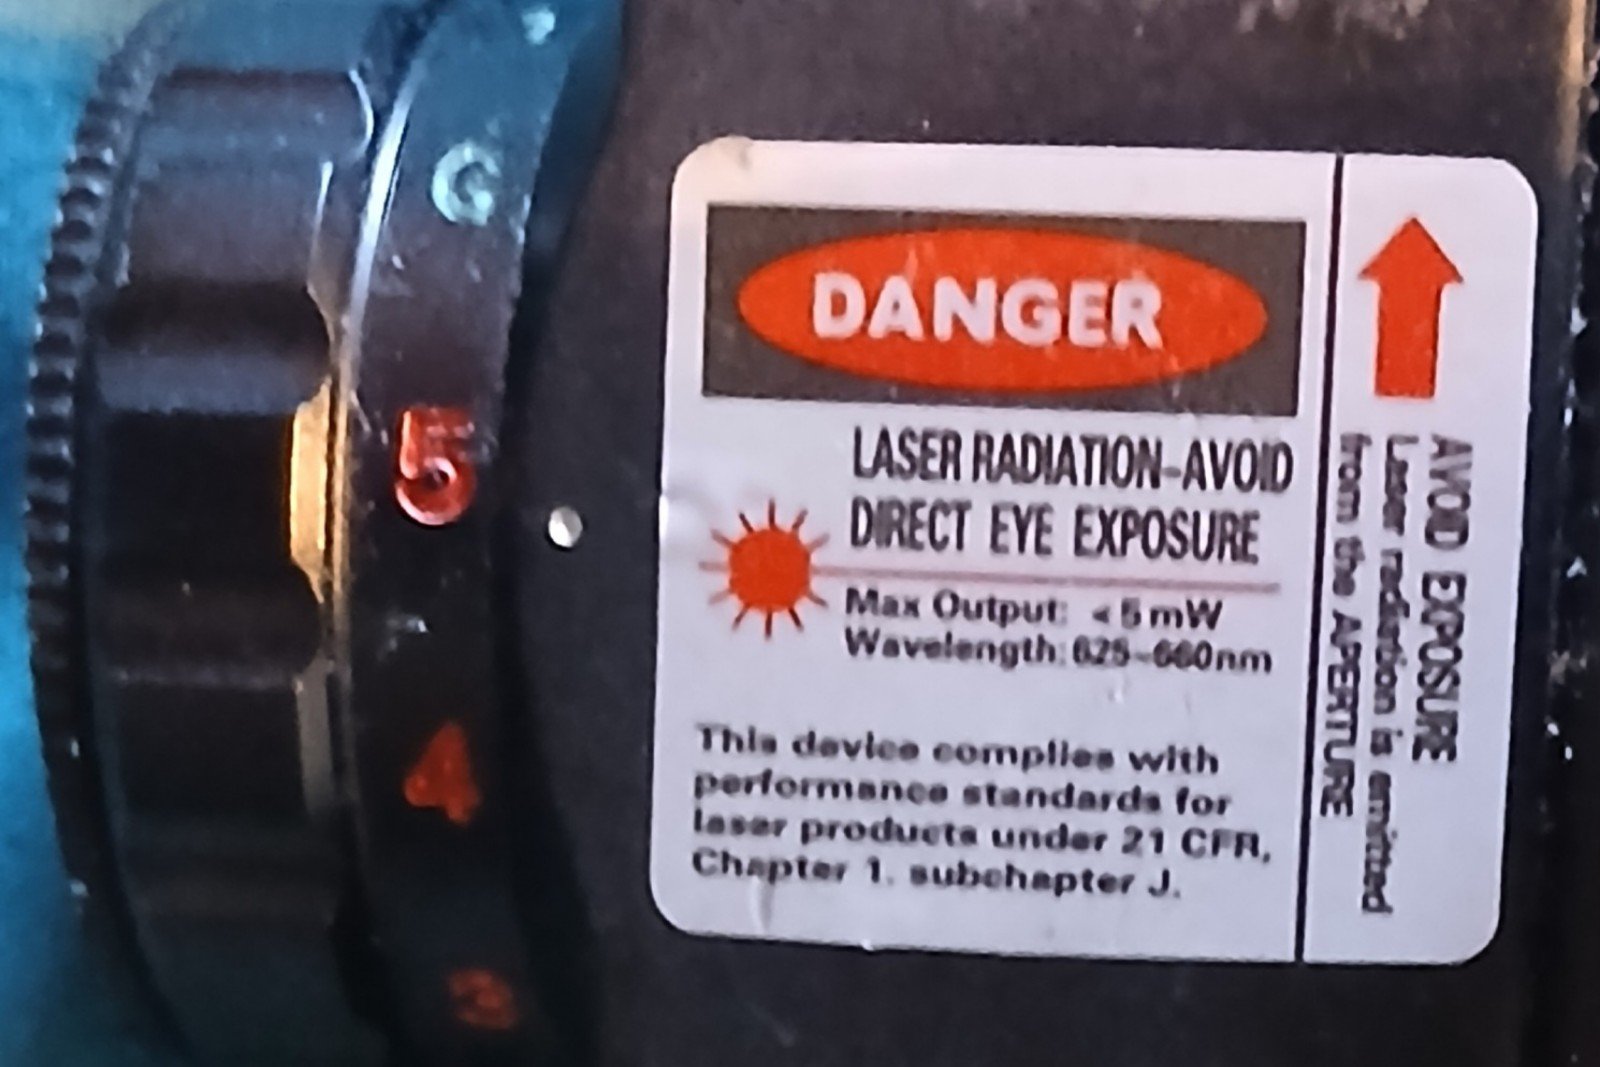 G
5
4
3
DANGER
LASER RADIATION-AVOID
DIRECT EYE EXPOSURE
Max Output: <5mW
Wavelength: 625-660nm
This device complies with
performance standards for
laser products under 21 CFR,
Chapter 1. subchapter J.
AVOID EXPOSURE
Laser radiation is emitted
from the APERTURE